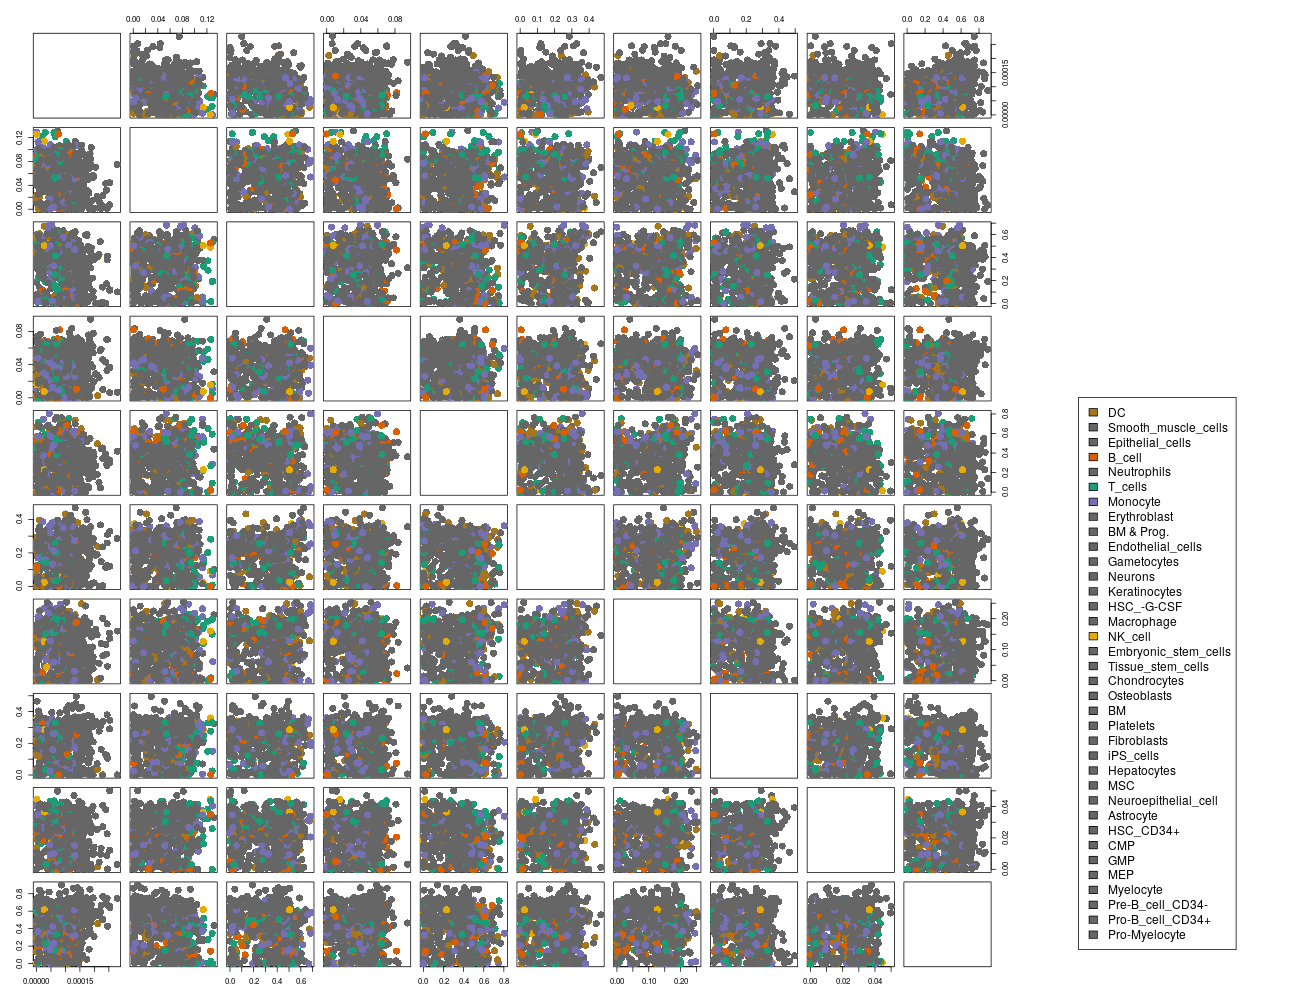 0.00 0.04 0.08 0.12 0.00 0.04 0.08 0.0 0.1 0.2 0.3 0.4 0.0 0.2 0.4 0.0 0.2 0.4 0.6 0.8
0.00000 0.00015
0.00 0.04 0.08 0.12
0.0 0.2 0.4 0.6
0.00 0.04 0.08
0.0 0.2 0.4 0.6 0.8
0.0 0.2 0.4
0.00 0.10 0.20
0.0 0.2 0.4
0.00 0.02 0.04
0.0 0.2 0.4 0.6 0.8
0.00000 0.00015 0.0 0.2 0.4 0.6 0.0 0.2 0.4 0.6 0.8 0.00 0.10 0.20 0.00 0.02 0.04
DC
Smooth_muscle_cells
Epithelial_cells
B_cell
Neutrophils
T_cells
Monocyte
Erythroblast
BM & Prog.
Endothelial_cells
Gametocytes
Neurons
Keratinocytes
HSC_-G-CSF
Macrophage
NK_cell
Embryonic_stem_cells
Tissue_stem_cells
Chondrocytes
Osteoblasts
BM
Platelets
Fibroblasts
iPS_cells
Hepatocytes
MSC
Neuroepithelial_cell
Astrocyte
HSC_CD34+
CMP
GMP
MEP
Myelocyte
Pre-B_cell_CD34-
Pro-B_cell_CD34+
Pro-Myelocyte